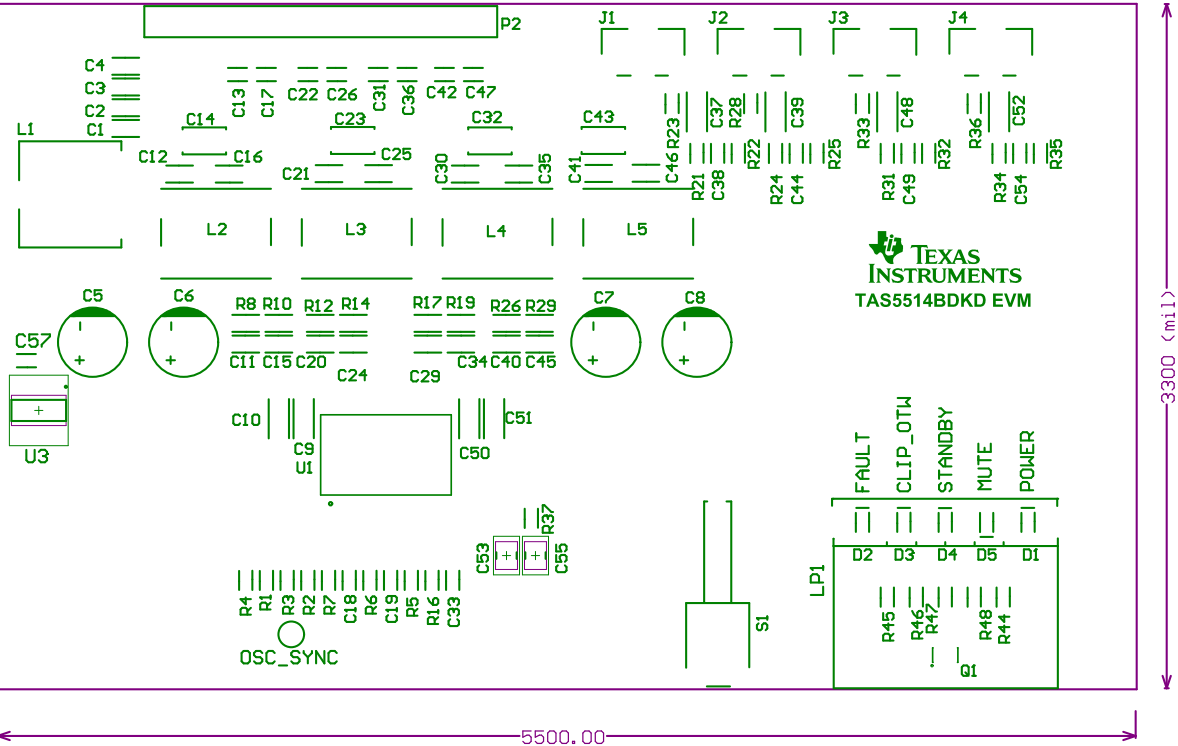 P2
J1 J2 J3 J4
C4
C3
C2
C1
L1
C13 C17 C22 C26 C31 C36 C42 C47
C14 C23 C32 C43
R23 C37 R28 C39 R33 C48 R36 C52
C12 C16 C21 C25 C30 C35 C41 C46
R21 C38 R22 R24 C44 R25 R31 C49 R32 R34 C54 R35
L2 L3 L4 L5
TEXAS
INSTRUMENTS
TAS5514BDKD EVM
3300 (mil)
C5 C6 R8 R10 R12 R14 R17 R19 R26 R29 C7 C8
C57
C11 C15 C20 C24 C29 C34 C40 C45
U3
C10 C9 U1 C50 C51
FAULT CLIP_OTW STANDBY MUTE POWER
R37
C53 C55
D2 D3 D4 D5 D1
LP1
R4 R1 R3 R2 R7 C18 R6 C19 R5 R16 C33
S1
R45 R46 R47 R48 R44
Q1
OSC_SYNC
5500.00